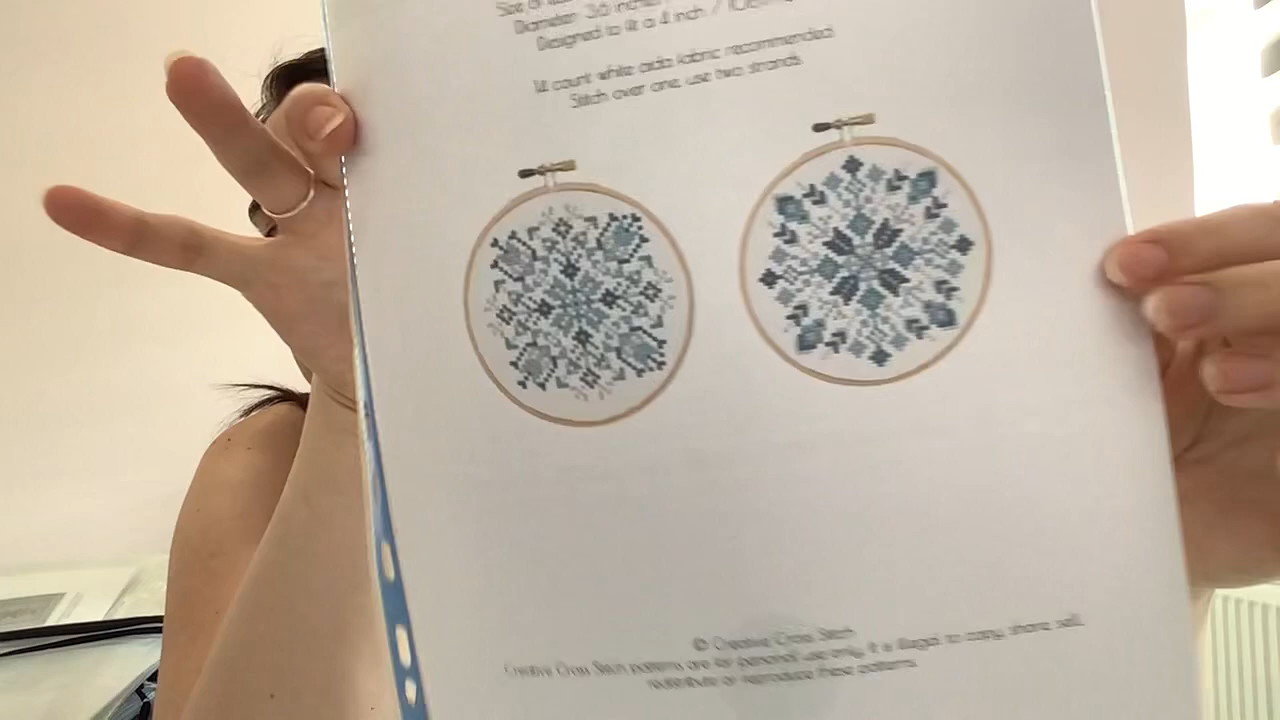 Size of
Diameter: 3.5 inches
Designed to fit a 4 inch /
14 count white aida fabric recommended.
Stitch over one, use two strands.
© Creative Cross Stitch
Creative Cross Stitch patterns are for personal use only. It is illegal to copy, share, sell,
redistribute or reproduce these patterns.